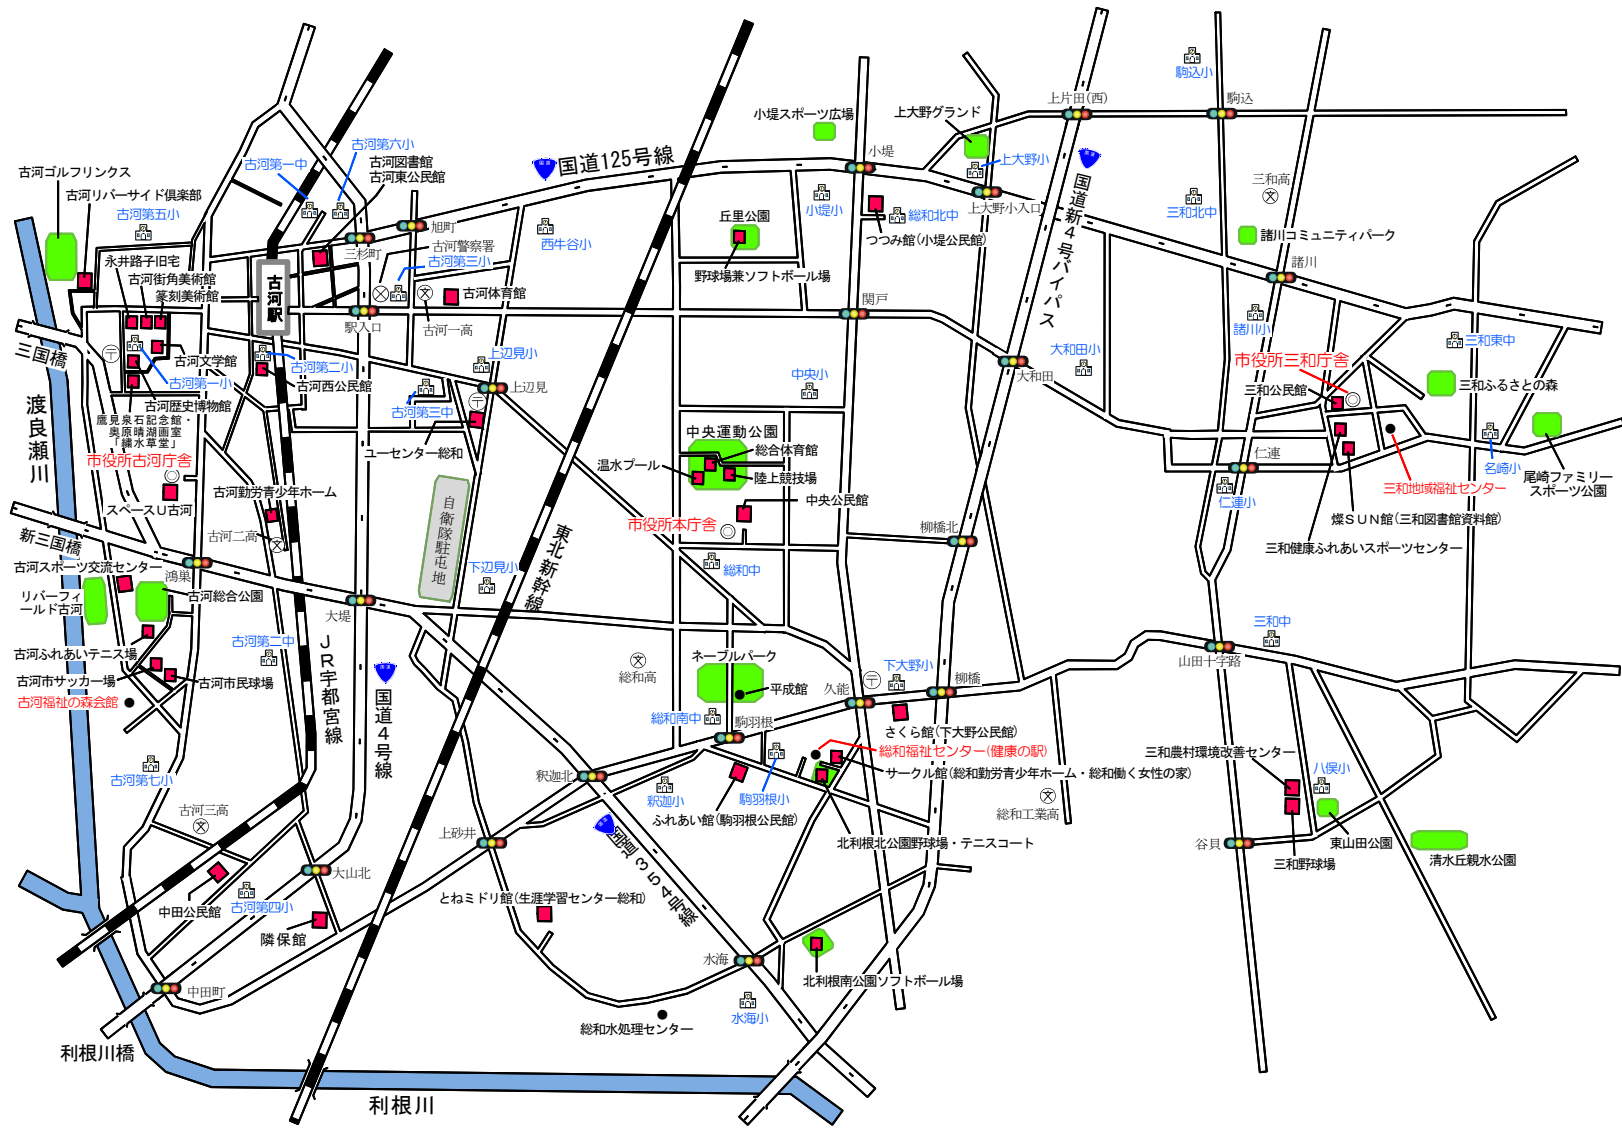 駒込小
上片田(西)
駒込
小堤スポーツ広場
上大野グランド
古河第六小
古河第一中
古河図書館
古河東公民館
国道125号線
小堤
上大野小
国道新4号バイパス
三和高
古河ゴルフリンクス
古河リバーサイド倶楽部
古河第五小
旭町
三杉町
古河警察署
古河第三小
西牛谷小
丘里公園
小堤小
総和北中
つつみ館(小堤公民館)
上大野小入口
三和北中
諸川コミュニティパーク
永井路子旧宅
古河街角美術館
篆刻美術館
古河駅
古河体育館
野球場兼ソフトボール場
諸川
三国橋
駅入口
古河一高
関戸
諸川小
三和東中
古河文学館
古河第二小
上辺見小
大和田小
市役所三和庁舎
古河第一小
古河西公民館
上辺見
中央小
大和田
三和公民館
三和ふるさとの森
渡良瀬川
古河歴史博物館
古河第三中
鷹見泉石記念館・
奥原晴湖画室
「繍水草堂」
ユーセンター総和
中央運動公園
総合体育館
市役所古河庁舎
温水プール
陸上競技場
仁連
名崎小
尾崎ファミリー
スポーツ公園
スペースU古河
古河勤労青少年ホーム
自衛隊駐屯地
中央公民館
三和地域福祉センター
仁連小
燦SUN館(三和図書館資料館)
新三国橋
古河二高
東北新幹線
市役所本庁舎
柳橋北
三和健康ふれあいスポーツセンター
古河スポーツ交流センター
鴻巣
下辺見小
総和中
リバーフィ
ールド古河
古河総合公園
大堤
三和中
古河第二中
JR宇都宮線
古河ふれあいテニス場
総和高
ネーブルパーク
下大野小
柳橋
山田十字路
古河市サッカー場
古河市民球場
国道4号線
平成館
久能
古河福祉の森会館
総和南中
駒羽根
さくら館(下大野公民館)
総和福祉センター(健康の駅)
三和農村環境改善センター
古河第七小
釈迦北
サークル館(総和勤労青少年ホーム・総和働く女性の家)
八俣小
釈迦小
駒羽根小
古河三高
ふれあい館(駒羽根公民館)
総和工業高
上砂井
国道354号線
北利根北公園野球場・テニスコート
谷貝
東山田公園
三和野球場
清水丘親水公園
大山北
中田公民館
古河第四小
とねミドリ館(生涯学習センター総和)
隣保館
水海
北利根南公園ソフトボール場
中田町
水海小
総和水処理センター
利根川橋
利根川